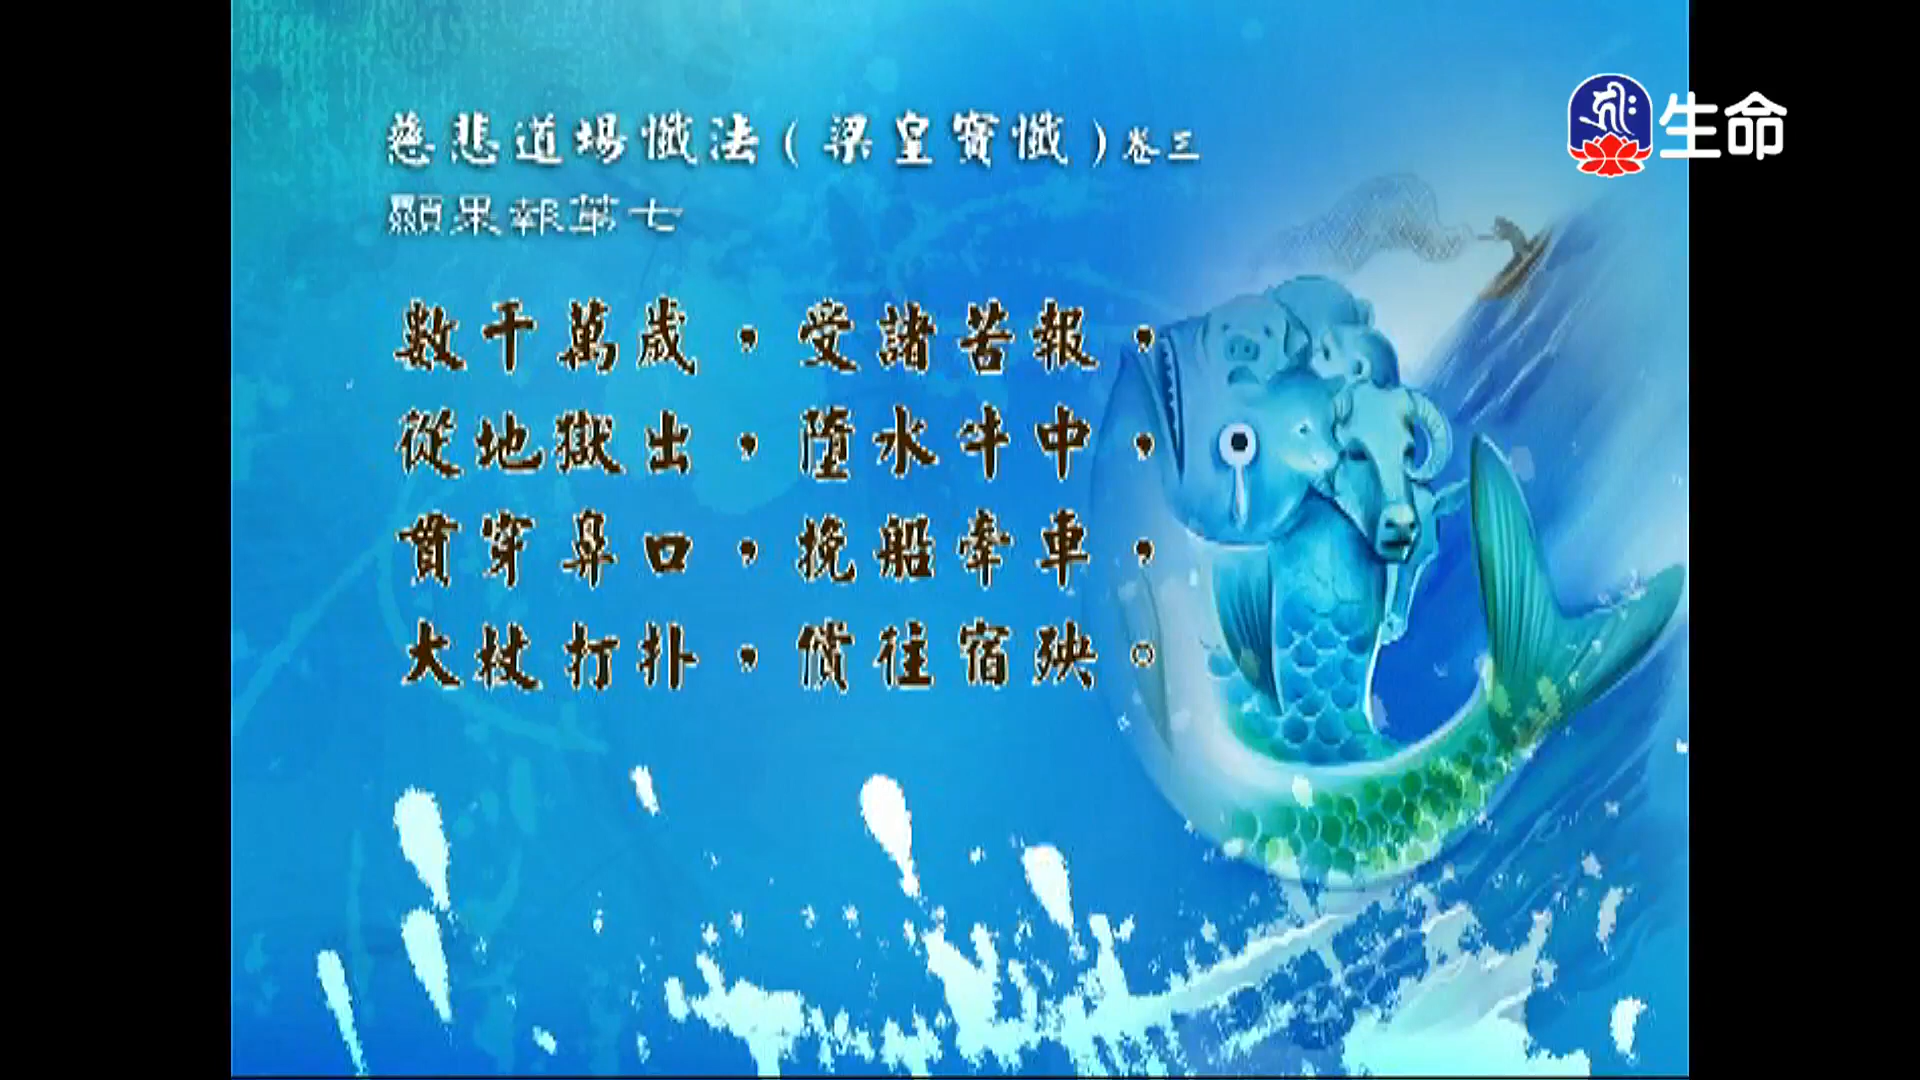 慈悲道場懺法(梁皇寶懺)卷三
顯果報第七
生命
數千萬歲，受諸苦報，
從地獄出，墮水牛中，
貫穿鼻口，挽船牽車，
大杖打扑，償往宿殃。